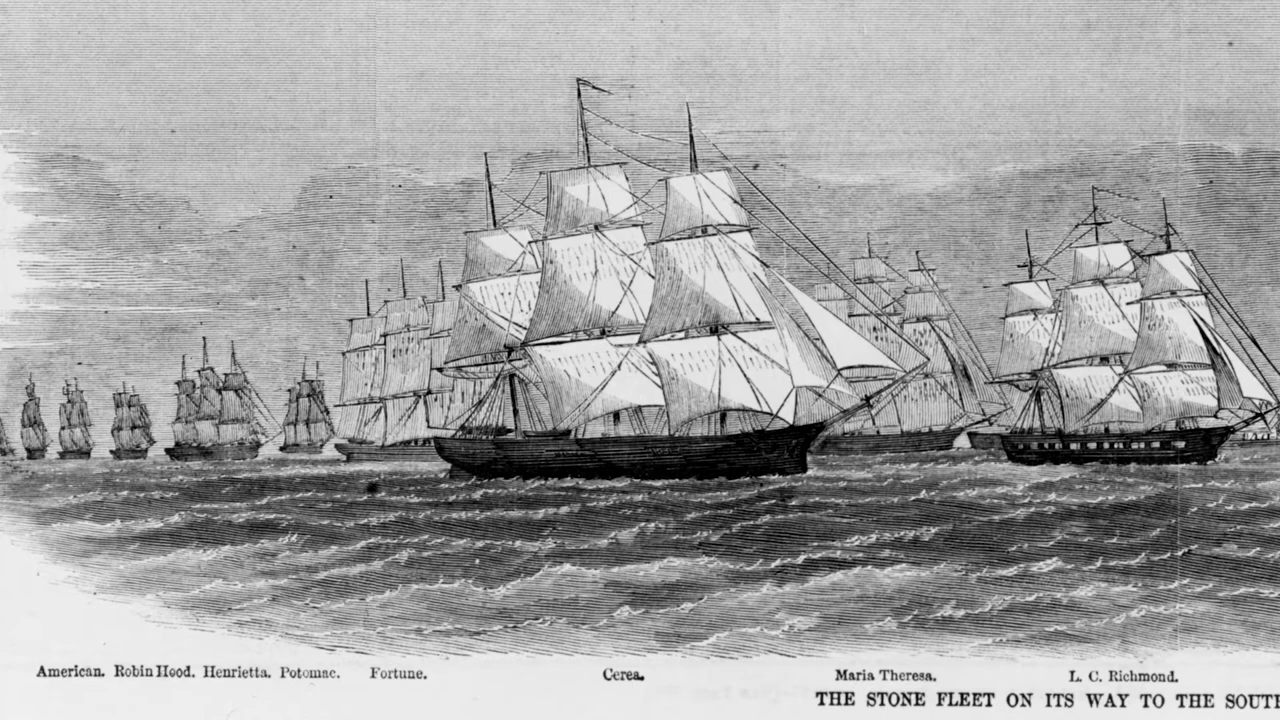 American. Robin Hood. Henrietta. Potomac. Fortune. Cerea. Maria Theresa. L. C. Richmond.
THE STONE FLEET ON ITS WAY TO THE SOUTH